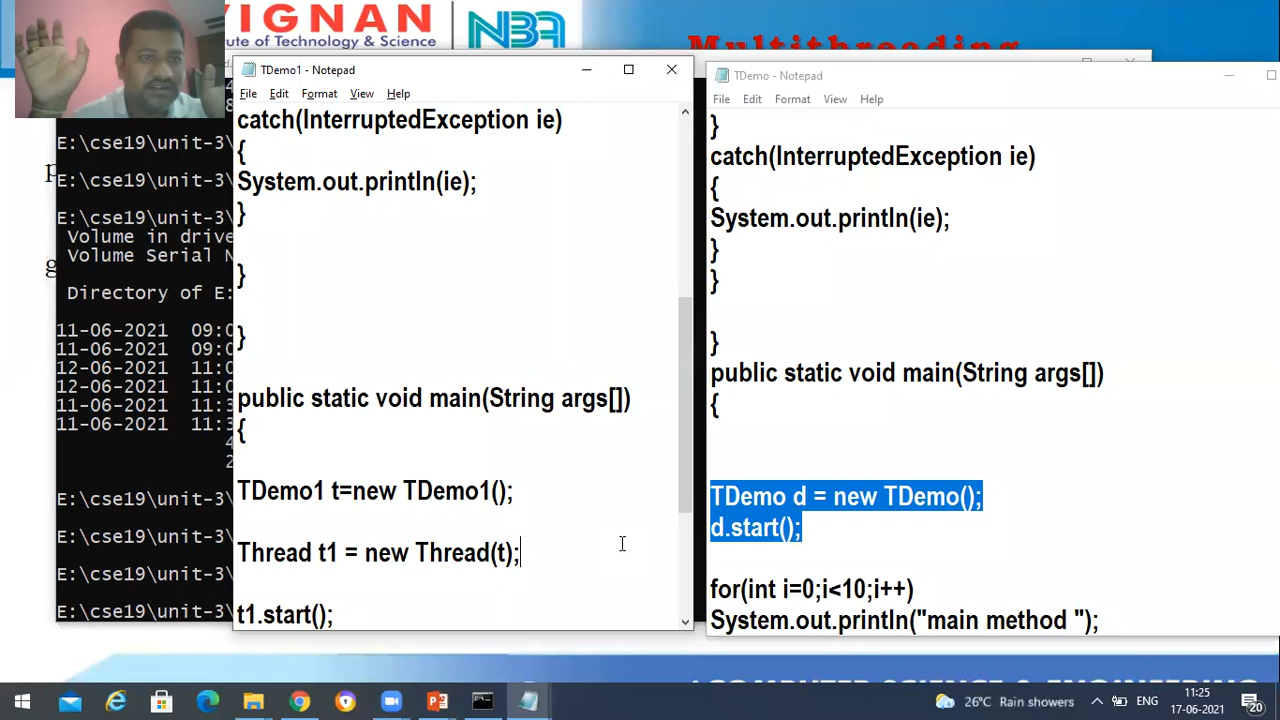 VIGNAN
itute of Technology & Science
NBA
Multithreading
TDemo1 - Notepad
File Edit Format View Help
catch(InterruptedException ie)
{
System.out.println(ie);
}
}
}
public static void main(String args[])
{
TDemo1 t=new TDemo1();
Thread t1 = new Thread(t);
t1.start();
TDemo - Notepad
File Edit Format View Help
}
catch(InterruptedException ie)
{
System.out.println(ie);
}
}
}
public static void main(String args[])
{
TDemo d = new TDemo();
d.start();
for(int i=0;i<10;i++)
System.out.println("main method ");
E:\cse19\unit-3\
E:\cse19\unit-3\
E:\cse19\unit-3\
Volume in drive
Volume Serial N
Directory of E:
11-06-2021 09:0
11-06-2021 09:0
12-06-2021 11:0
12-06-2021 11:0
11-06-2021 11:3
11-06-2021 11:3
4
2
E:\cse19\unit-3\
E:\cse19\unit-3\
E:\cse19\unit-3\
E:\cse19\unit-3\
26°C Rain showers
ENG
11:25
17-06-2021
20